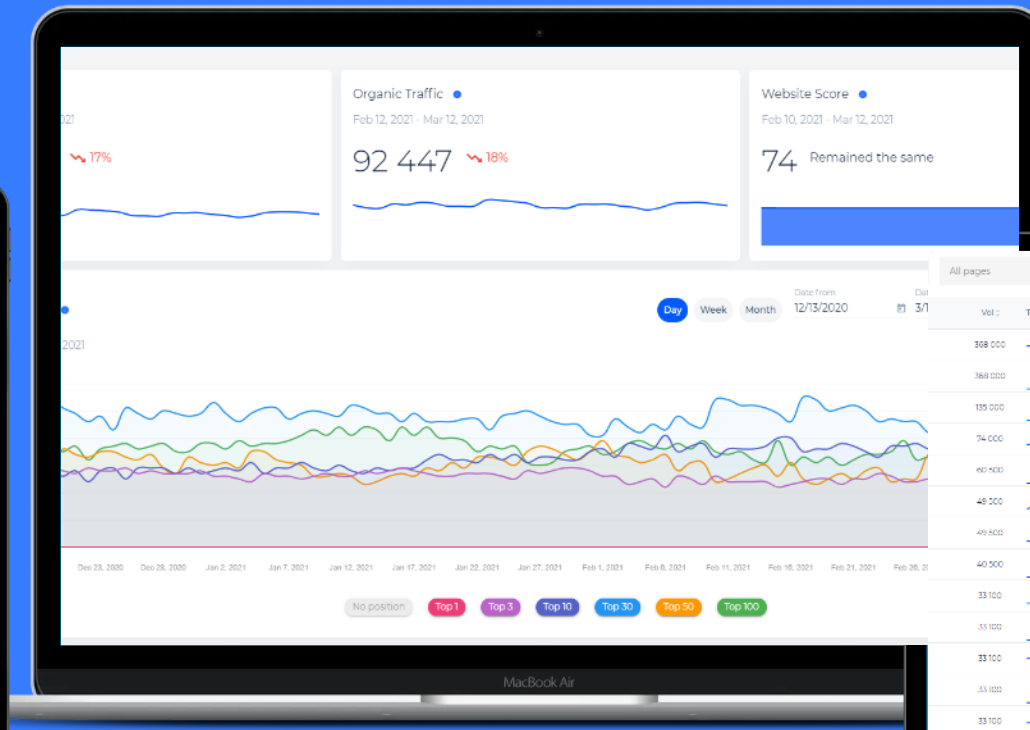 Organic Traffic
Website Score
2021
Feb 12, 2021 - Mar 12, 2021
Feb 10, 2021 - Mar 12, 2021
17%
92 447 18%
74 Remained the same
All pages
Day Week Month
Date from
12/13/2020
2021
Vol
368 000
368 000
135 000
74 000
60 500
49 500
49 500
40 500
33 100
33 100
33 100
33 100
33 100
Dec 23, 2020 Dec 28, 2020 Jan 2, 2021 Jan 7, 2021 Jan 12, 2021 Jan 17, 2021 Jan 22, 2021 Jan 27, 2021 Feb 1, 2021 Feb 6, 2021 Feb 11, 2021 Feb 16, 2021 Feb 21, 2021
No position Top 1 Top 3 Top 10 Top 30 Top 50 Top 100
MacBook Air